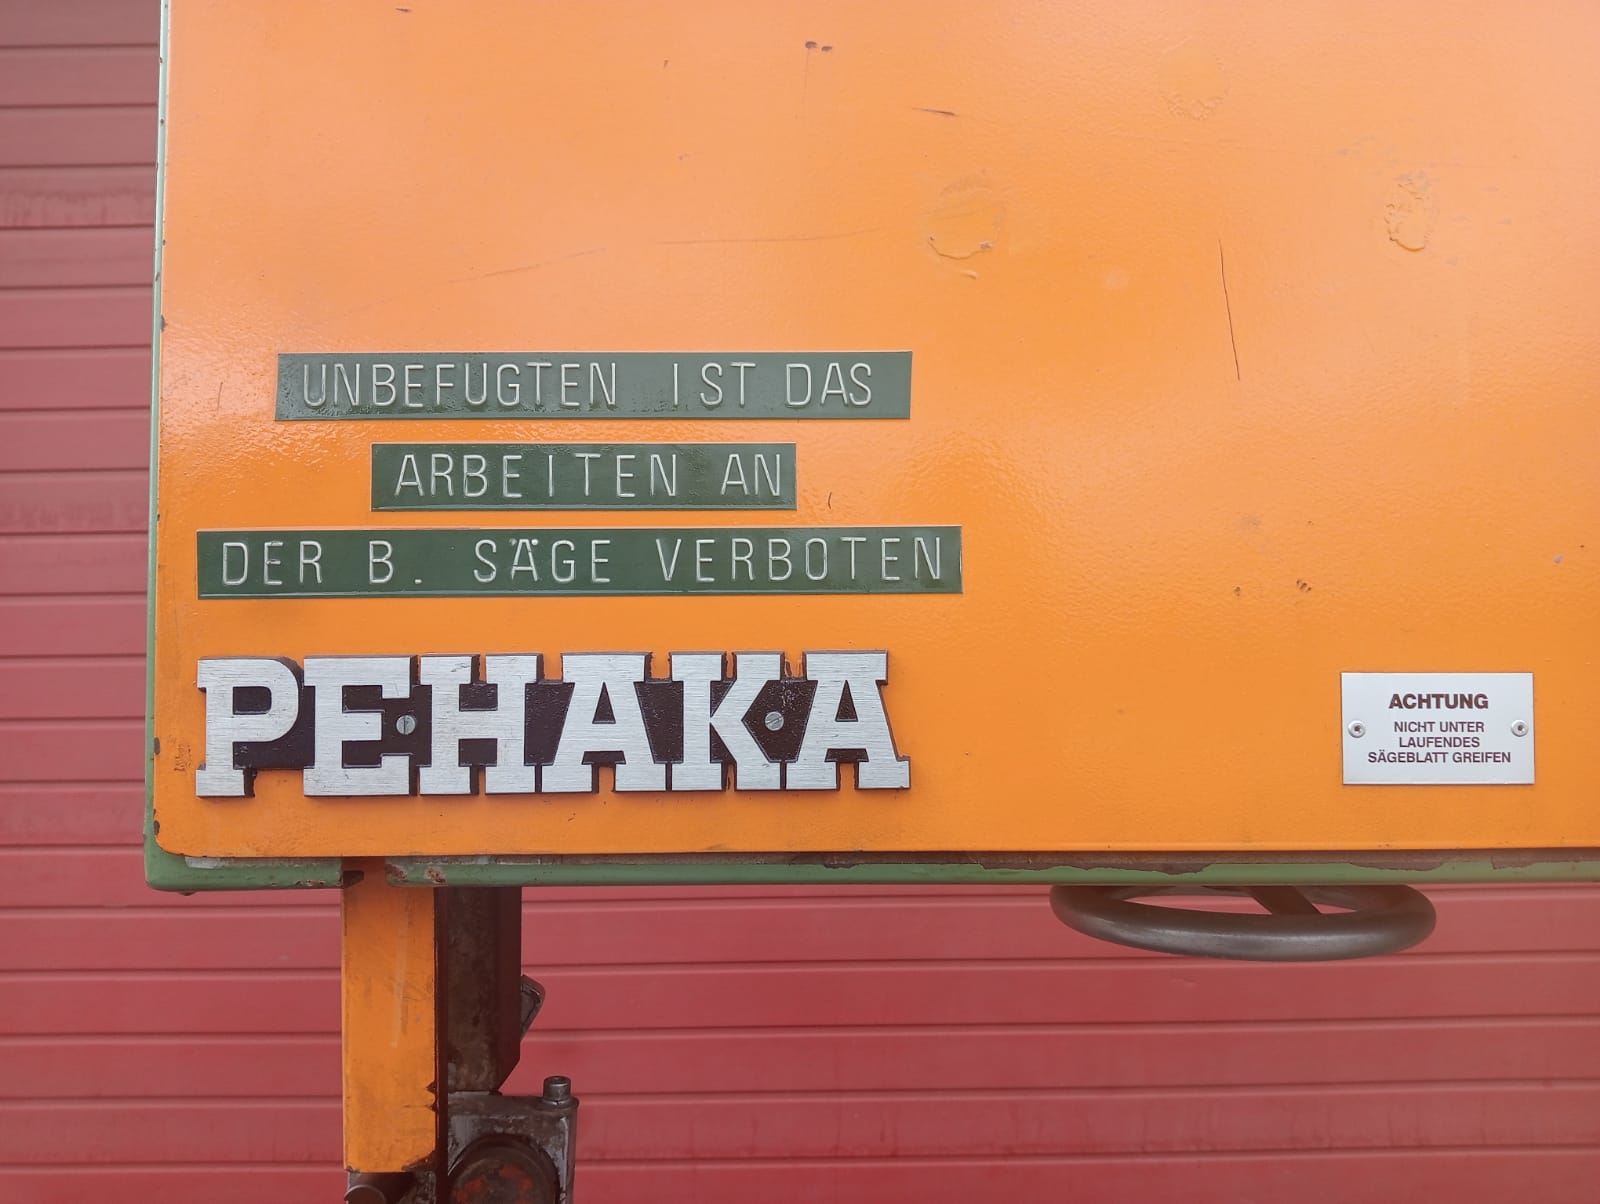 UNBEFUGTEN IST DAS
ARBEITEN AN
DER B. SÄGE VERBOTEN
PEHAKA
ACHTUNG
NICHT UNTER
LAUFENDES
SÄGEBLATT GREIFEN